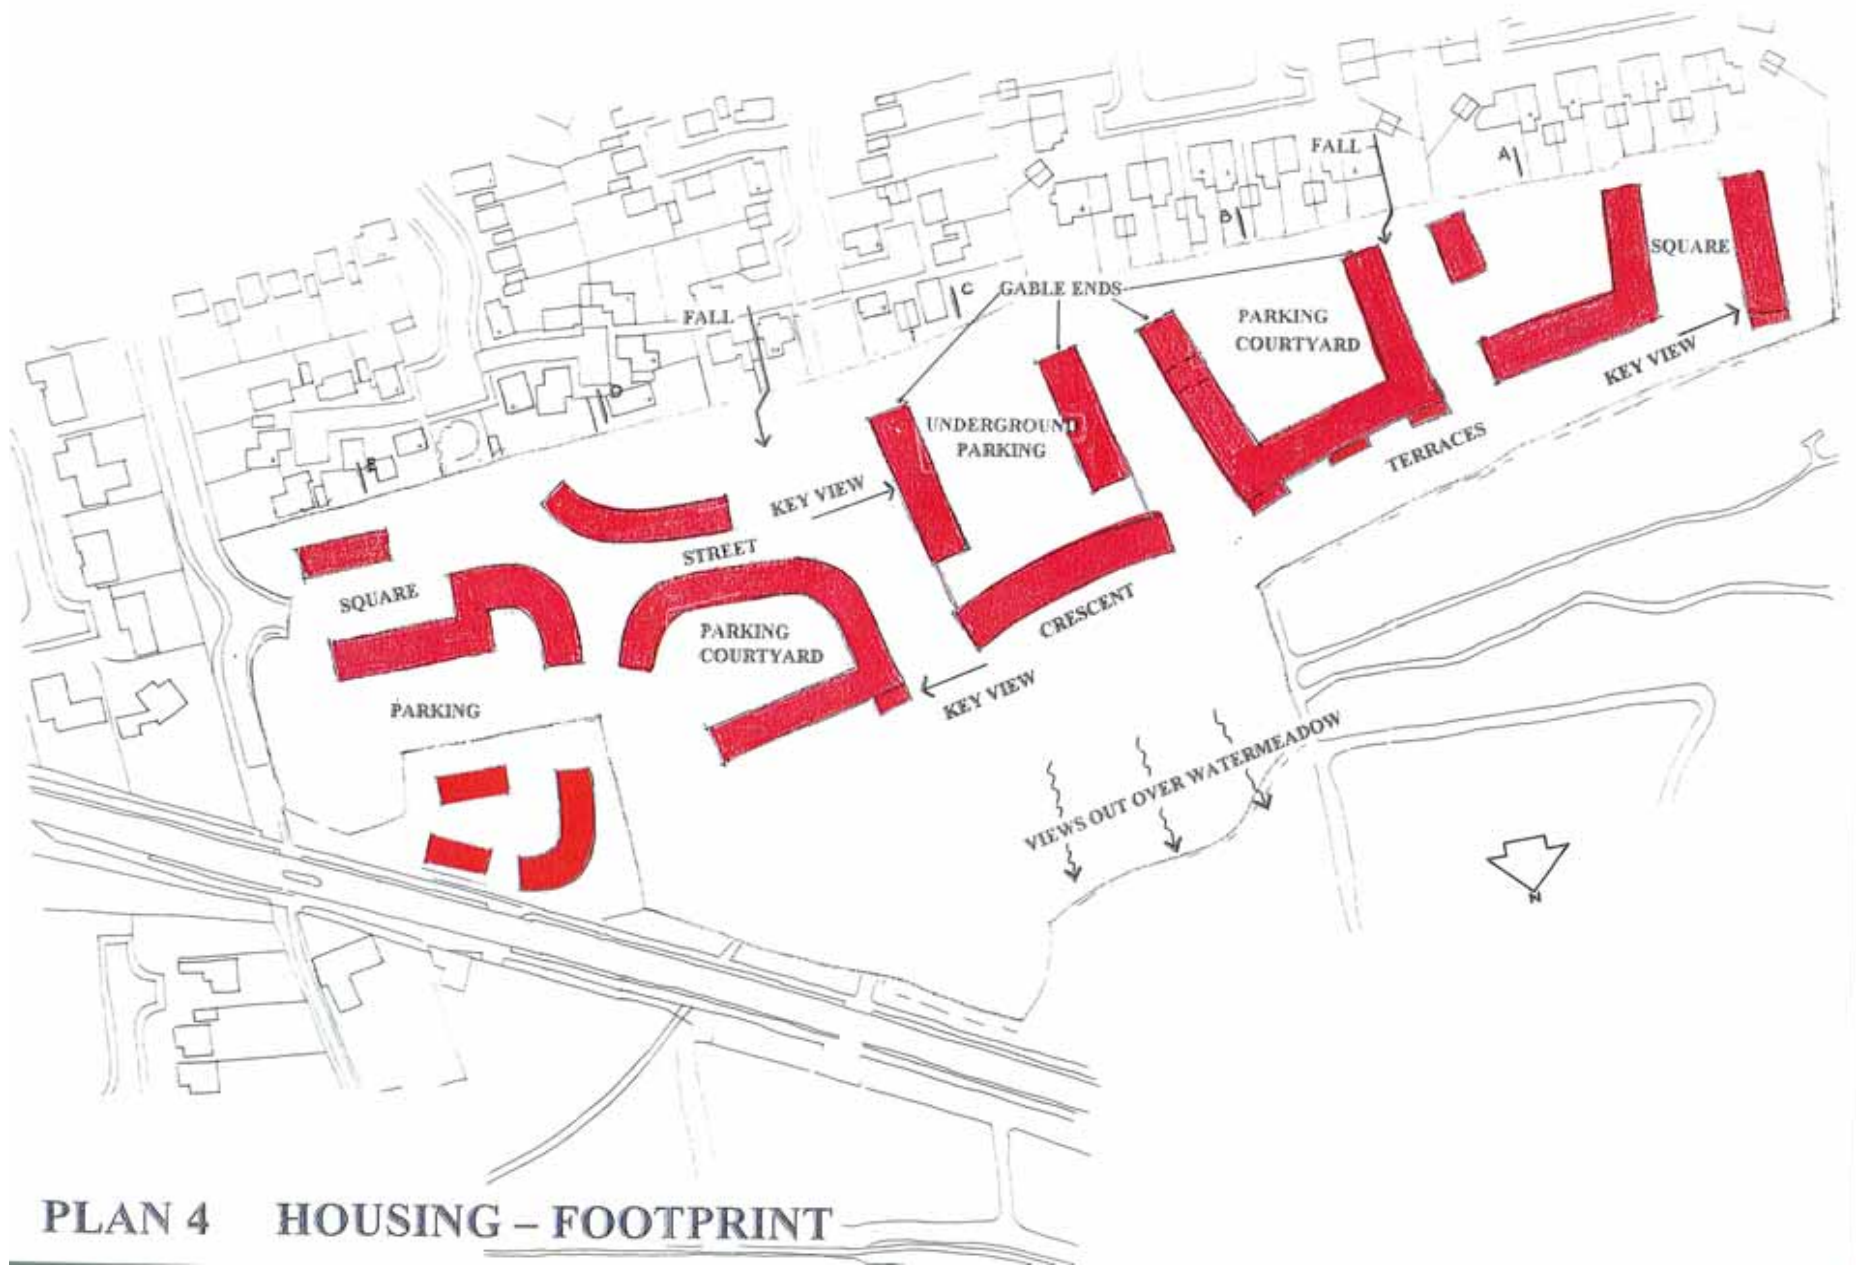 FALL
A
B
SQUARE
C
GABLE ENDS
FALL
PARKING
COURTYARD
KEY VIEW
D
UNDERGROUND
PARKING
TERRACES
E
KEY VIEW
STREET
SQUARE
CRESCENT
PARKING
COURTYARD
KEY VIEW
PARKING
VIEWS OUT OVER WATERMEADOW
N
PLAN 4 HOUSING – FOOTPRINT